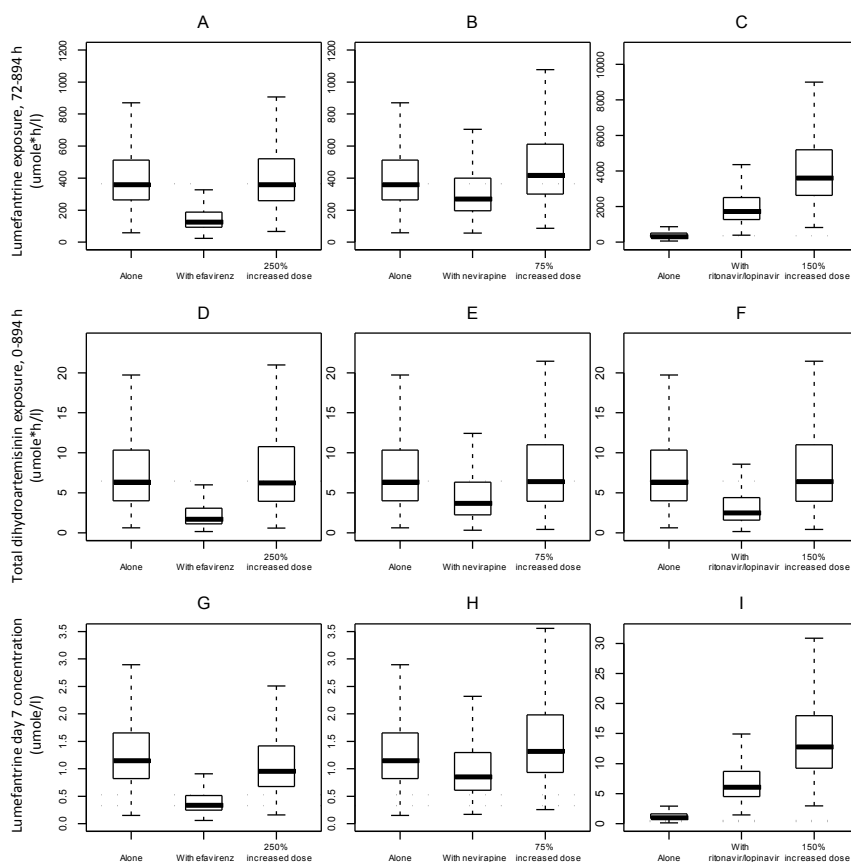 A
B
C
Lumefantrine exposure, 72-894 h
(umole*h/l)
0
200
400
600
800
1000
1200
Alone
With efavirenz
250%
increased dose
0
200
400
600
800
1000
1200
Alone
With nevirapine
75%
increased dose
0
2000
4000
6000
8000
10000
Alone
With
ritonavir/lopinavir
150%
increased dose
D
E
F
Total dihydroartemisinin exposure, 0-894 h
(umole*h/l)
0
5
10
15
20
Alone
With efavirenz
250%
increased dose
0
5
10
15
20
Alone
With nevirapine
75%
increased dose
0
5
10
15
20
Alone
With
ritonavir/lopinavir
150%
increased dose
G
H
I
Lumefantrine day 7 concentration
(umole/l)
0.0
0.5
1.0
1.5
2.0
2.5
3.0
3.5
Alone
With efavirenz
250%
increased dose
0.0
0.5
1.0
1.5
2.0
2.5
3.0
3.5
Alone
With nevirapine
75%
increased dose
0
5
10
15
20
25
30
Alone
With
ritonavir/lopinavir
150%
increased dose